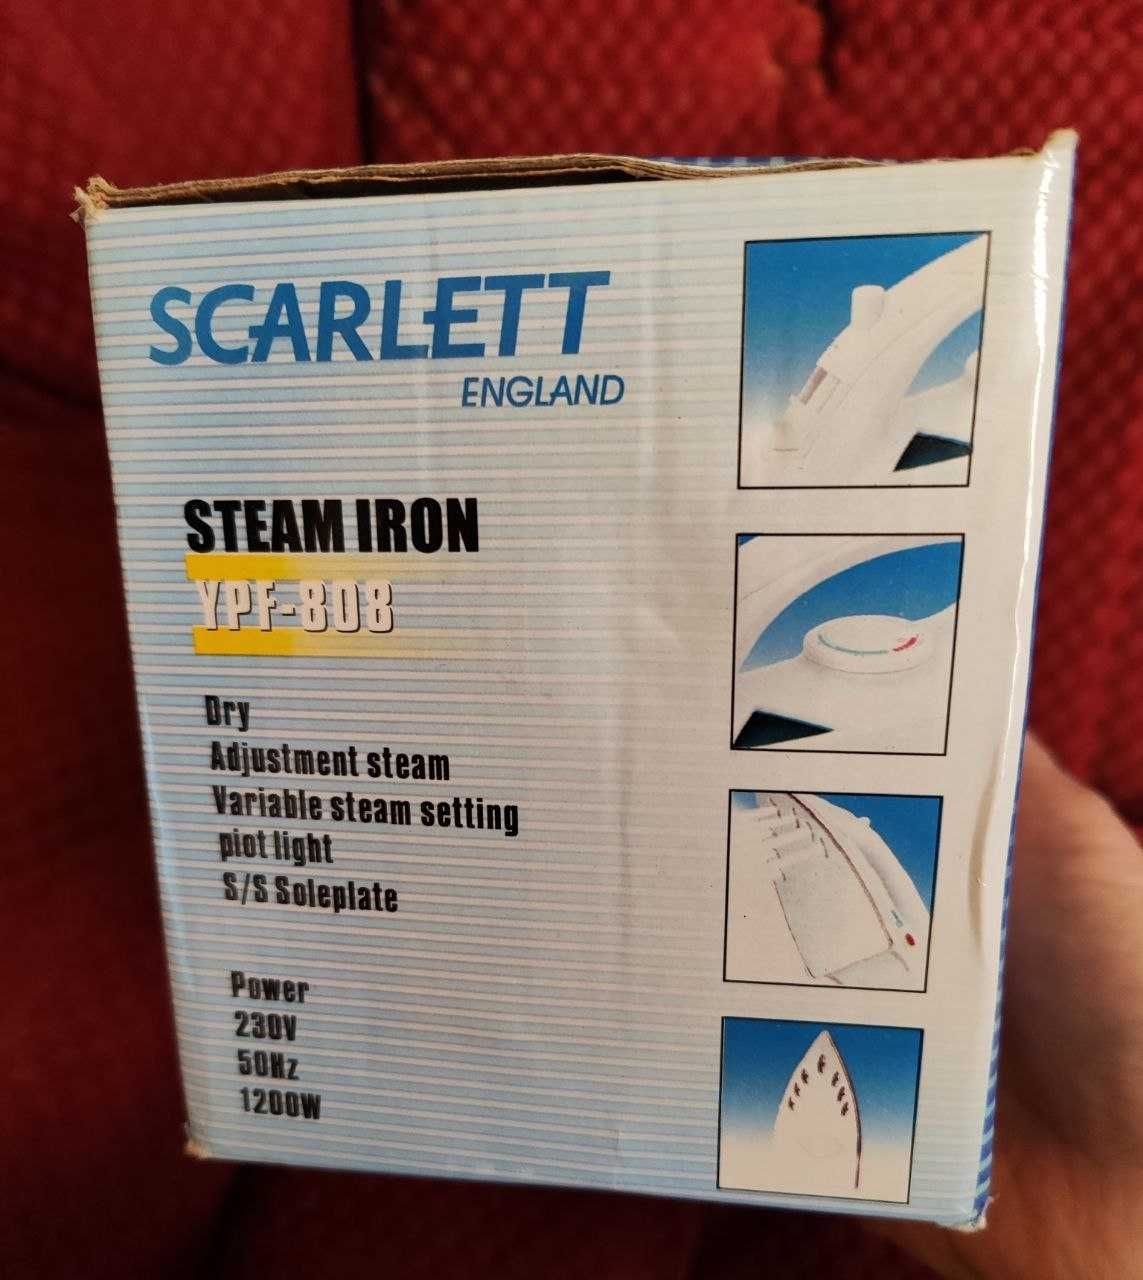 SCARLETT
ENGLAND
STEAM IRON
YPF-808
Dry
Adjustment steam
Variable steam setting
piot light
S/S Soleplate
Power
230V
50Hz
1200W